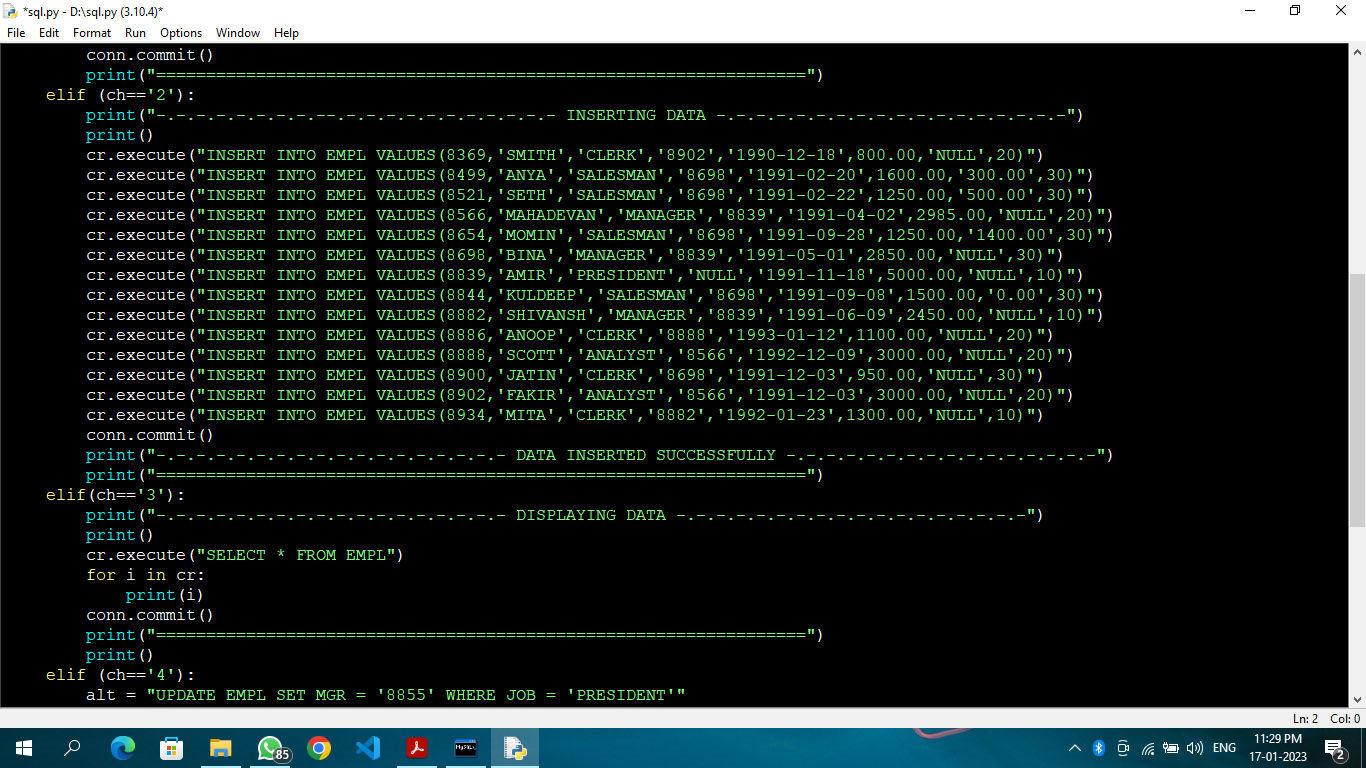 *sql.py - D:\sql.py (3.10.4)*
File Edit Format Run Options Window Help
conn.commit()
print("=================================================================")
elif (ch=='2'):
print("-.-.-.-.-.-.-.-.--.-.-.-.-.-.-.-.-.-.-.- INSERTING DATA -.-.-.-.-.-.-.-.-.-.-.-.-.-.-.-.-.-")
print()
cr.execute("INSERT INTO EMPL VALUES(8369,'SMITH','CLERK','8902','1990-12-18',800.00,'NULL',20)")
cr.execute("INSERT INTO EMPL VALUES(8499,'ANYA','SALESMAN','8698','1991-02-20',1600.00,'300.00',30)")
cr.execute("INSERT INTO EMPL VALUES(8521,'SETH','SALESMAN','8698','1991-02-22',1250.00,'500.00',30)")
cr.execute("INSERT INTO EMPL VALUES(8566,'MAHADEVAN','MANAGER','8839','1991-04-02',2985.00,'NULL',20)")
cr.execute("INSERT INTO EMPL VALUES(8654,'MOMIN','SALESMAN','8698','1991-09-28',1250.00,'1400.00',30)")
cr.execute("INSERT INTO EMPL VALUES(8698,'BINA','MANAGER','8839','1991-05-01',2850.00,'NULL',30)")
cr.execute("INSERT INTO EMPL VALUES(8839,'AMIR','PRESIDENT','NULL','1991-11-18',5000.00,'NULL',10)")
cr.execute("INSERT INTO EMPL VALUES(8844,'KULDEEP','SALESMAN','8698','1991-09-08',1500.00,'0.00',30)")
cr.execute("INSERT INTO EMPL VALUES(8882,'SHIVANSH','MANAGER','8839','1991-06-09',2450.00,'NULL',10)")
cr.execute("INSERT INTO EMPL VALUES(8886,'ANOOP','CLERK','8888','1993-01-12',1100.00,'NULL',20)")
cr.execute("INSERT INTO EMPL VALUES(8888,'SCOTT','ANALYST','8566','1992-12-09',3000.00,'NULL',20)")
cr.execute("INSERT INTO EMPL VALUES(8900,'JATIN','CLERK','8698','1991-12-03',950.00,'NULL',30)")
cr.execute("INSERT INTO EMPL VALUES(8902,'FAKIR','ANALYST','8566','1991-12-03',3000.00,'NULL',20)")
cr.execute("INSERT INTO EMPL VALUES(8934,'MITA','CLERK','8882','1992-01-23',1300.00,'NULL',10)")
conn.commit()
print("-.-.-.-.-.-.-.-.-.-.-.-.-.-.-.-.-.- DATA INSERTED SUCCESSFULLY -.-.-.-.-.-.-.-.-.-.-.-.-.-.-.-")
print("=================================================================")
elif(ch=='3'):
print("-.-.-.-.-.-.-.-.-.-.-.-.-.-.-.-.-.- DISPLAYING DATA -.-.-.-.-.-.-.-.-.-.-.-.-.-.-.-.-.-")
print()
cr.execute("SELECT * FROM EMPL")
for i in cr:
print(i)
conn.commit()
print("=================================================================")
print()
elif (ch=='4'):
alt = "UPDATE EMPL SET MGR = '8855' WHERE JOB = 'PRESIDENT'"
Ln: 2 Col: 0
85
MySQL
ENG
11:29 PM
17-01-2023
2